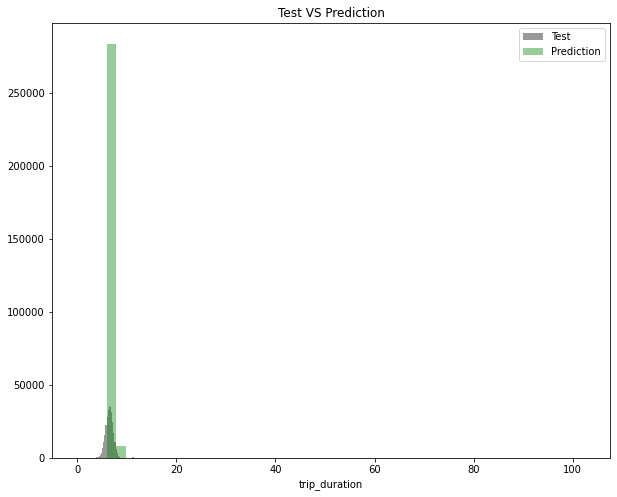 Test VS Prediction
Test
Prediction
250000
200000
150000
100000
50000
0
0 20 40 60 80 100
trip_duration